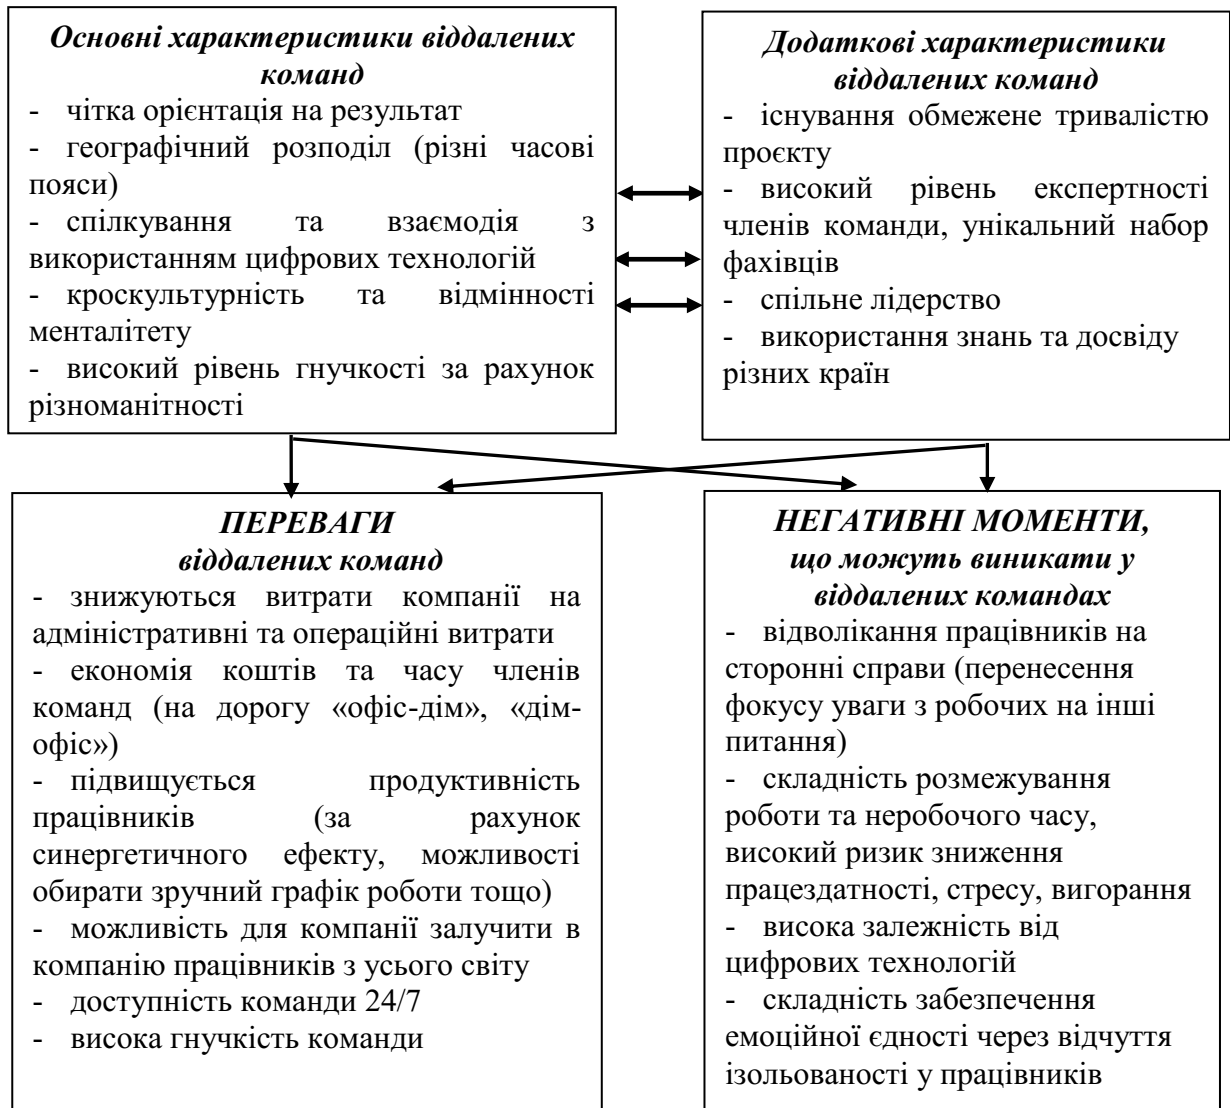 Основні характеристики віддалених
команд
- чітка орієнтація на результат
- географічний розподіл (різні часові
пояси)
- спілкування та взаємодія з
використанням цифрових технологій
- кроскультурність та відмінності
менталітету
- високий рівень гнучкості за рахунок
різноманітності
Додаткові характеристики
віддалених команд
- існування обмежене тривалістю
проєкту
- високий рівень експертності
членів команди, унікальний набор
фахівців
- спільне лідерство
- використання знань та досвіду
різних країн
ПЕРЕВАГИ
віддалених команд
- знижуються витрати компанії на
адміністративні та операційні витрати
- економія коштів та часу членів
команд (на дорогу «офіс-дім», «дім-
офіс»)
- підвищується продуктивність
працівників (за рахунок
синергетичного ефекту, можливості
обирати зручний графік роботи тощо)
- можливість для компанії залучити в
компанію працівників з усього світу
- доступність команди 24/7
- висока гнучкість команди
НЕГАТИВНІ МОМЕНТИ,
що можуть виникати у
віддалених командах
- відволікання працівників на
сторонні справи (перенесення
фокусу уваги з робочих на інші
питання)
- складність розмежування
роботи та неробочого часу,
високий ризик зниження
працездатності, стресу, вигорання
- висока залежність від
цифрових технологій
- складність забезпечення
емоційної єдності через відчуття
ізольованості у працівників